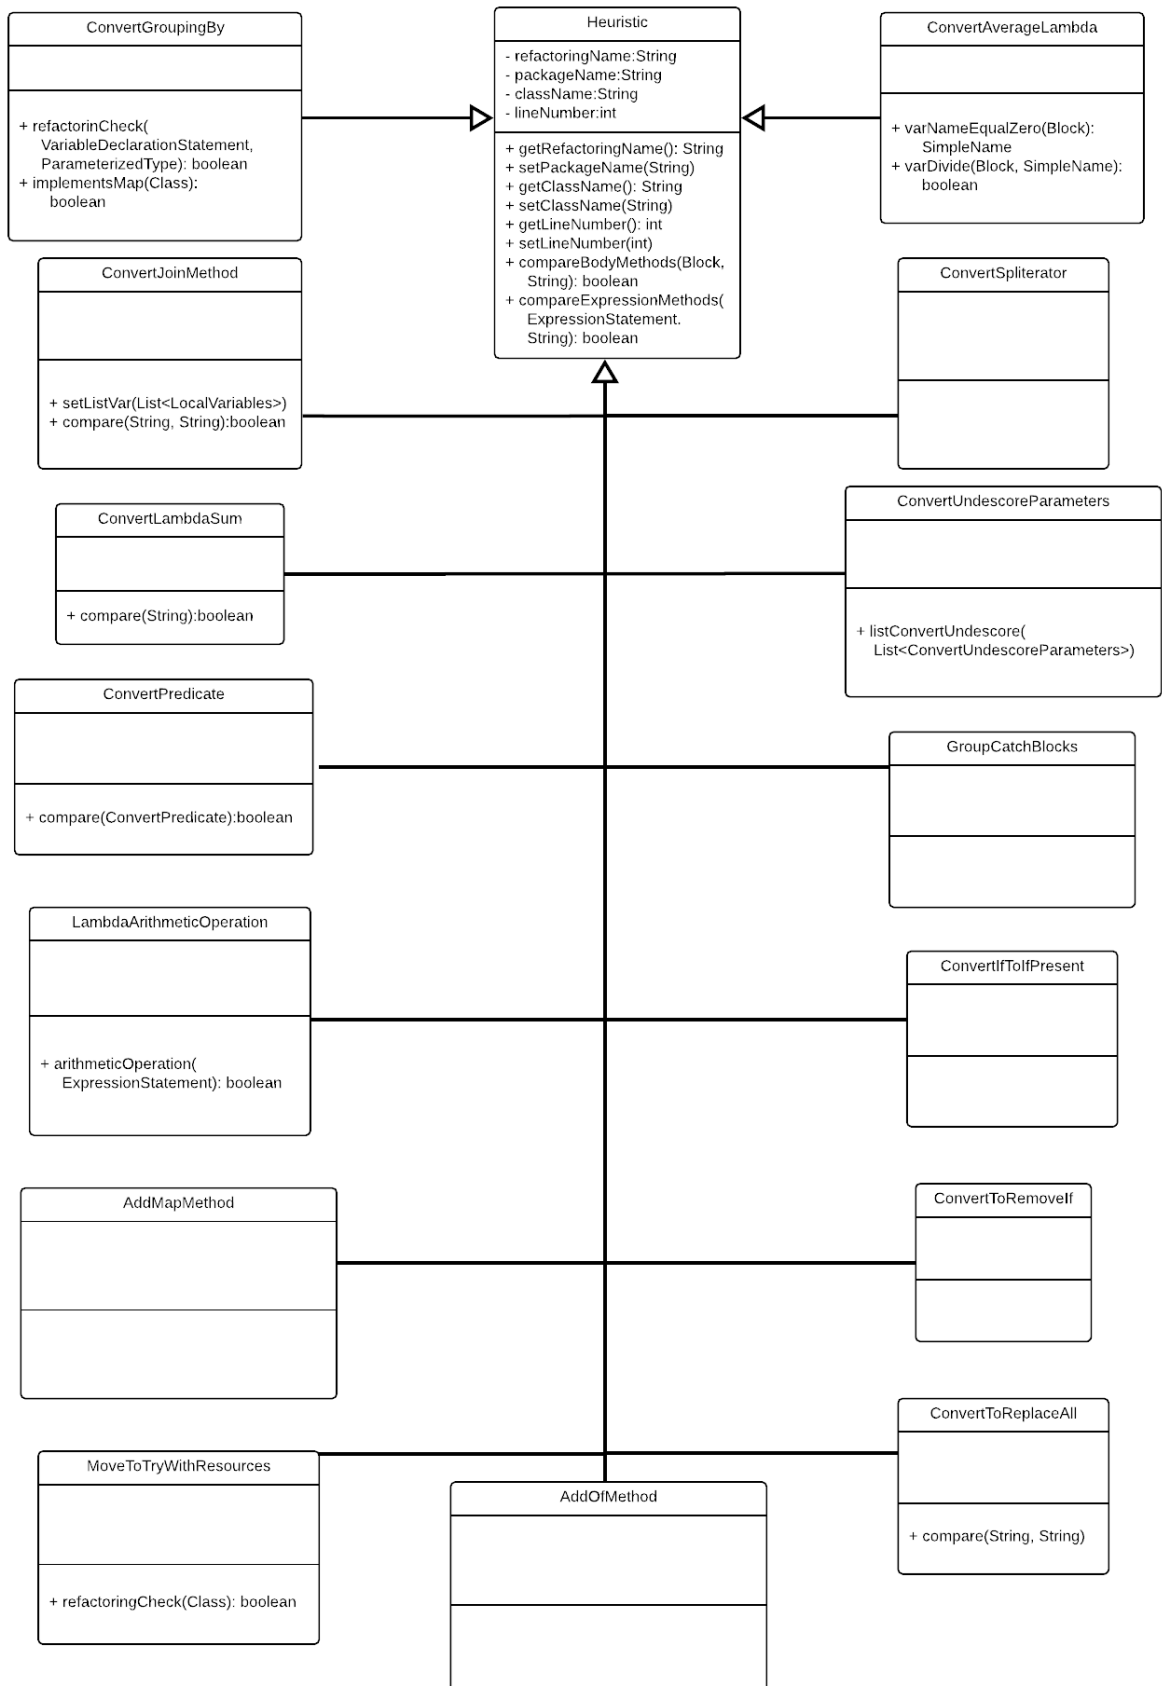 ConvertGroupingBy
+ refactorinCheck(
VariableDeclarationStatement,
ParameterizedType): boolean
+ implementsMap(Class):
boolean
Heuristic
- refactoringName:String
- packageName:String
- className:String
- lineNumber:int
+ getRefactoringName(): String
+ setPackageName(String)
+ getClassName(): String
+ setClassName(String)
+ getLineNumber(): int
+ setLineNumber(int)
+ compareBodyMethods(Block,
String): boolean
+ compareExpressionMethods(
ExpressionStatement.
String): boolean
ConvertAverageLambda
+ varNameEqualZero(Block):
SimpleName
+ varDivide(Block, SimpleName):
boolean
ConvertJoinMethod
+ setListVar(List<LocalVariables>)
+ compare(String, String):boolean
ConvertSpliterator
ConvertLambdaSum
+ compare(String):boolean
ConvertUndescoreParameters
+ listConvertUndescore(
List<ConvertUndescoreParameters>)
ConvertPredicate
+ compare(ConvertPredicate):boolean
GroupCatchBlocks
LambdaArithmeticOperation
+ arithmeticOperation(
ExpressionStatement): boolean
ConvertIfToIfPresent
AddMapMethod
ConvertToRemoveIf
MoveToTryWithResources
+ refactoringCheck(Class): boolean
AddOfMethod
ConvertToReplaceAll
+ compare(String, String)